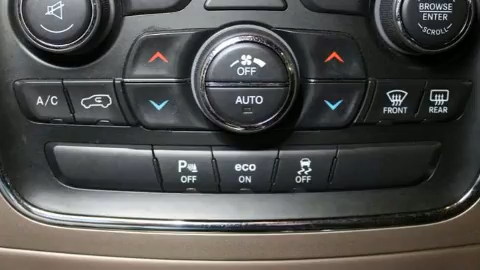 BROWSE
ENTER
SCROLL
OFF
AUTO
A/C
FRONT
REAR
P
OFF
eco
ON
OFF